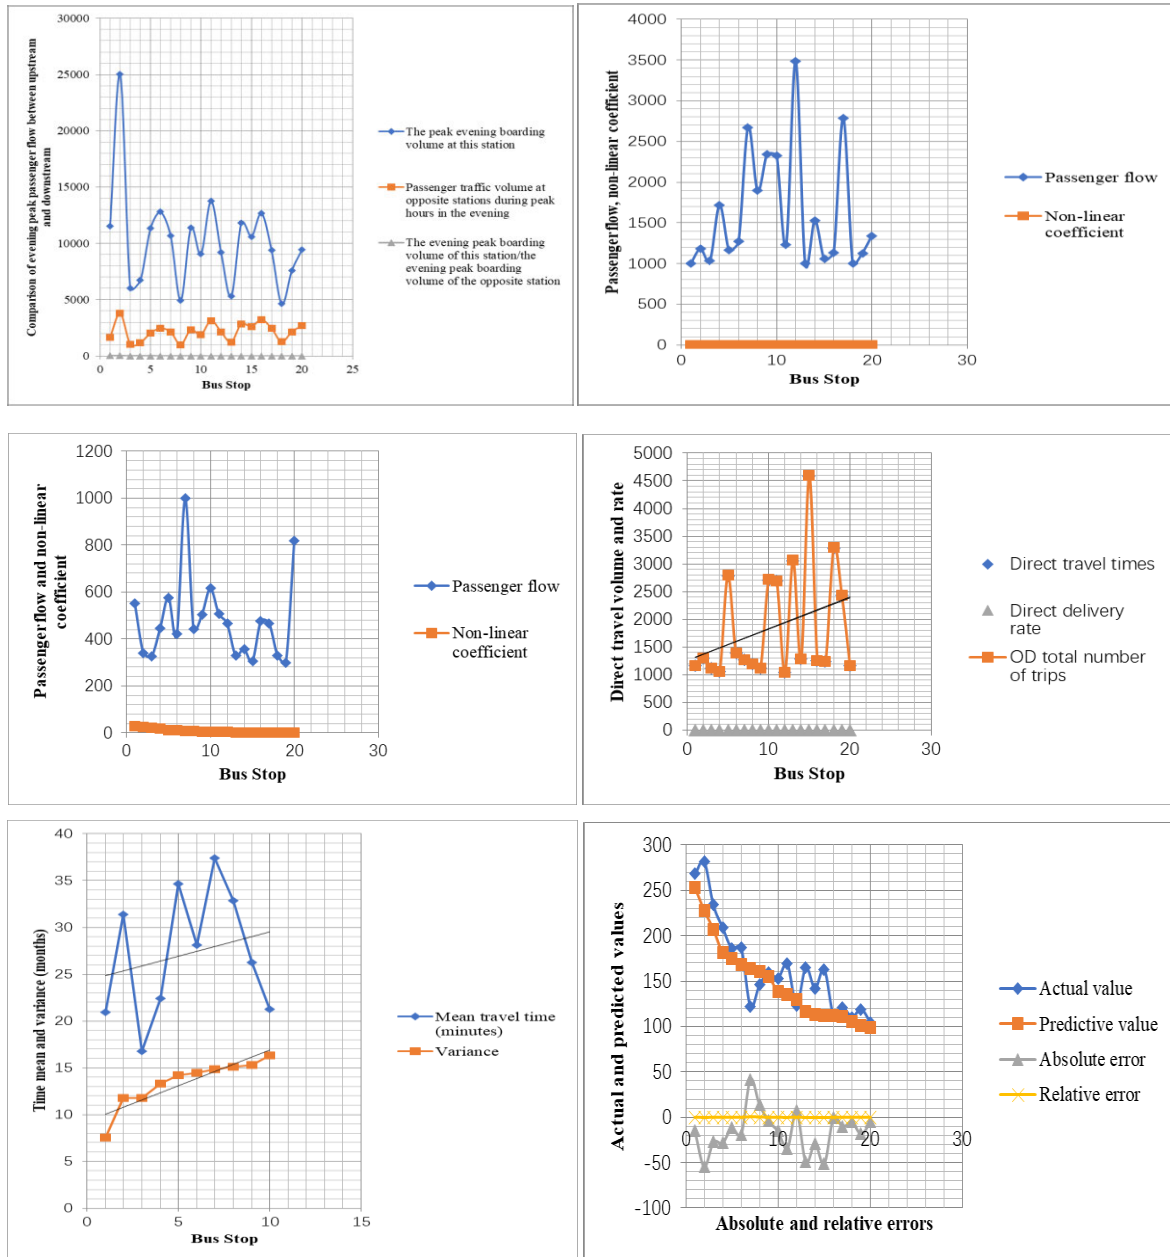 30000
25000
20000
15000
10000
5000
0
0 5 10 15 20 25
Comparison of evening peak passenger flow between upstream
and downstream
Bus Stop
The peak evening boarding
volume at this station
Passenger traffic volume at
opposite stations during peak
hours in the evening
The evening peak boarding
volume of this station/the
evening peak boarding
volume of the opposite station
4000
3500
3000
2500
2000
1500
1000
500
0
0 10 20 30
Passenger flow, non-linear coefficient
Bus Stop
Passenger flow
Non-linear
coefficient
1200
1000
800
600
400
200
0
0 10 20 30
Passenger flow and non-linear
coefficient
Bus Stop
Passenger flow
Non-linear
coefficient
5000
4500
4000
3500
3000
2500
2000
1500
1000
500
0
0 10 20 30
Direct travel volume and rate
Bus Stop
Direct travel times
Direct delivery
rate
OD total number
of trips
40
35
30
25
20
15
10
5
0
0 5 10 15
Time mean and variance (months)
Bus Stop
Mean travel time
(minutes)
Variance
300
250
200
150
100
50
0
-50
-100
0 10 20 30
Actual and predicted values
Absolute and relative errors
Actual value
Predictive value
Absolute error
Relative error